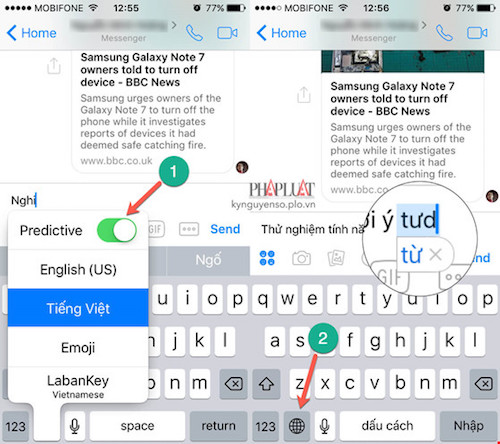 MOBIFONE 12:55 77%
Home
Messenger
Samsung Galaxy Note 7
owners told to turn off
device - BBC News
Samsung urges owners of the
Galaxy Note 7 to turn off the
phone while it investigates
reports of devices it had
deemed safe catching fire.
www.bbc.co.uk
Nghi
1
Predictive
GIF
Send
English (US)
Ngố
Tiếng Việt
Emoji
LabanKey
Vietnamese
u i o p
h j k l
b n m
123
space
return
MOBIFONE 12:56 77%
Home
Messenger
Samsung Galaxy Note 7
owners told to turn off
device - BBC News
Samsung urges owners of the
Galaxy Note 7 to turn off the
phone while it investigates
reports of devices it had
deemed safe catching fire.
www.bbc.co.uk
PHÁPLUẬT
kynguyenso.plo.vn
Thử nghiệm tính nă
ợi ý tưd
từ ×
GIF
Send
q w e r t y u i o p
a s d f g h j k l
2
z x c v b n m
123
dấu cách
Nhập